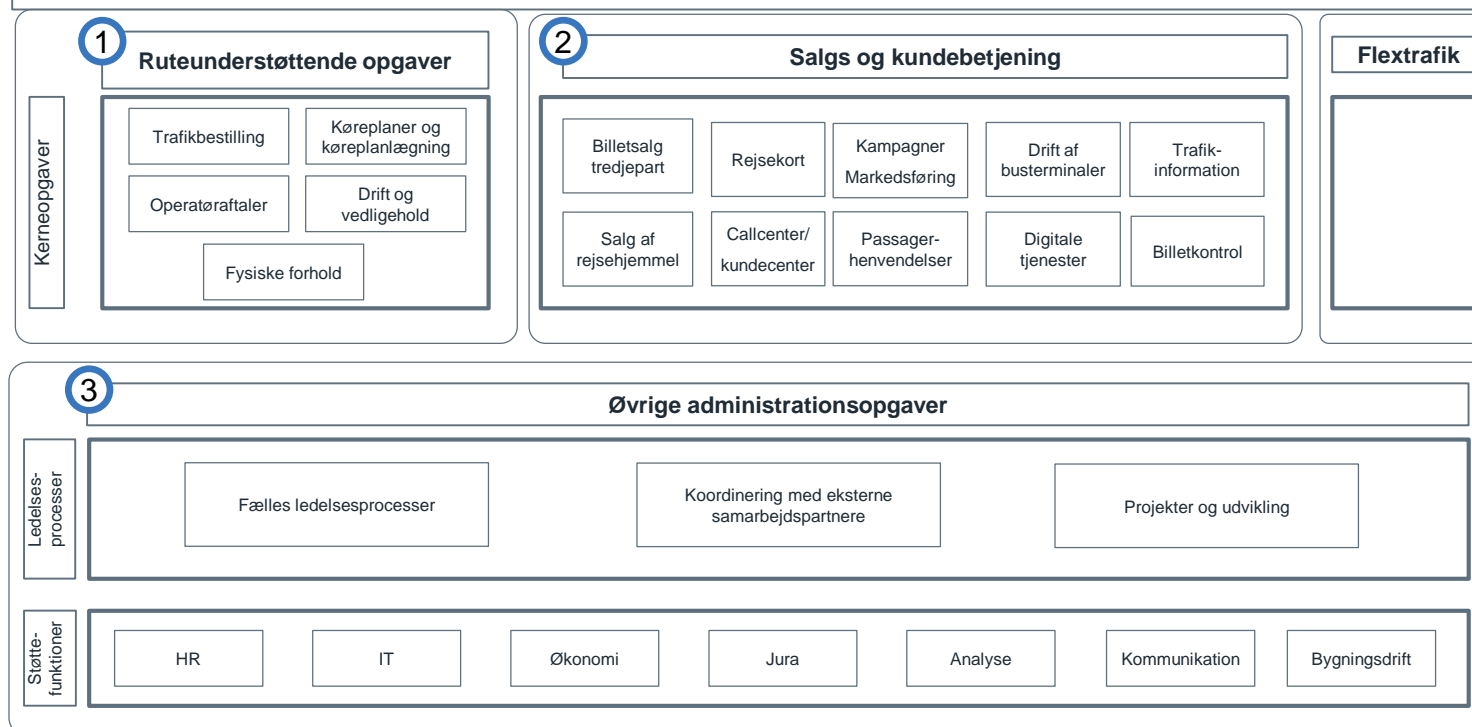 1
Ruteunderstøttende opgaver
2
Salgs og kundebetjening
Flextrafik
Kerneopgaver
Trafikbestilling
Køreplaner og
køreplanlægning
Operatøraftaler
Drift og
vedligehold
Fysiske forhold
Billetsalg
tredjepart
Rejsekort
Kampagner
Markedsføring
Drift af
busterminaler
Trafik-
information
Salg af
rejsehjemmel
Callcenter/
kundecenter
Passager-
henvendelser
Digitale
tjenester
Billetkontrol
3
Øvrige administrationsopgaver
Ledelses-
processer
Fælles ledelsesprocesser
Koordinering med eksterne
samarbejdspartnere
Projekter og udvikling
Støtte-
funktioner
HR
IT
Økonomi
Jura
Analyse
Kommunikation
Bygningsdrift